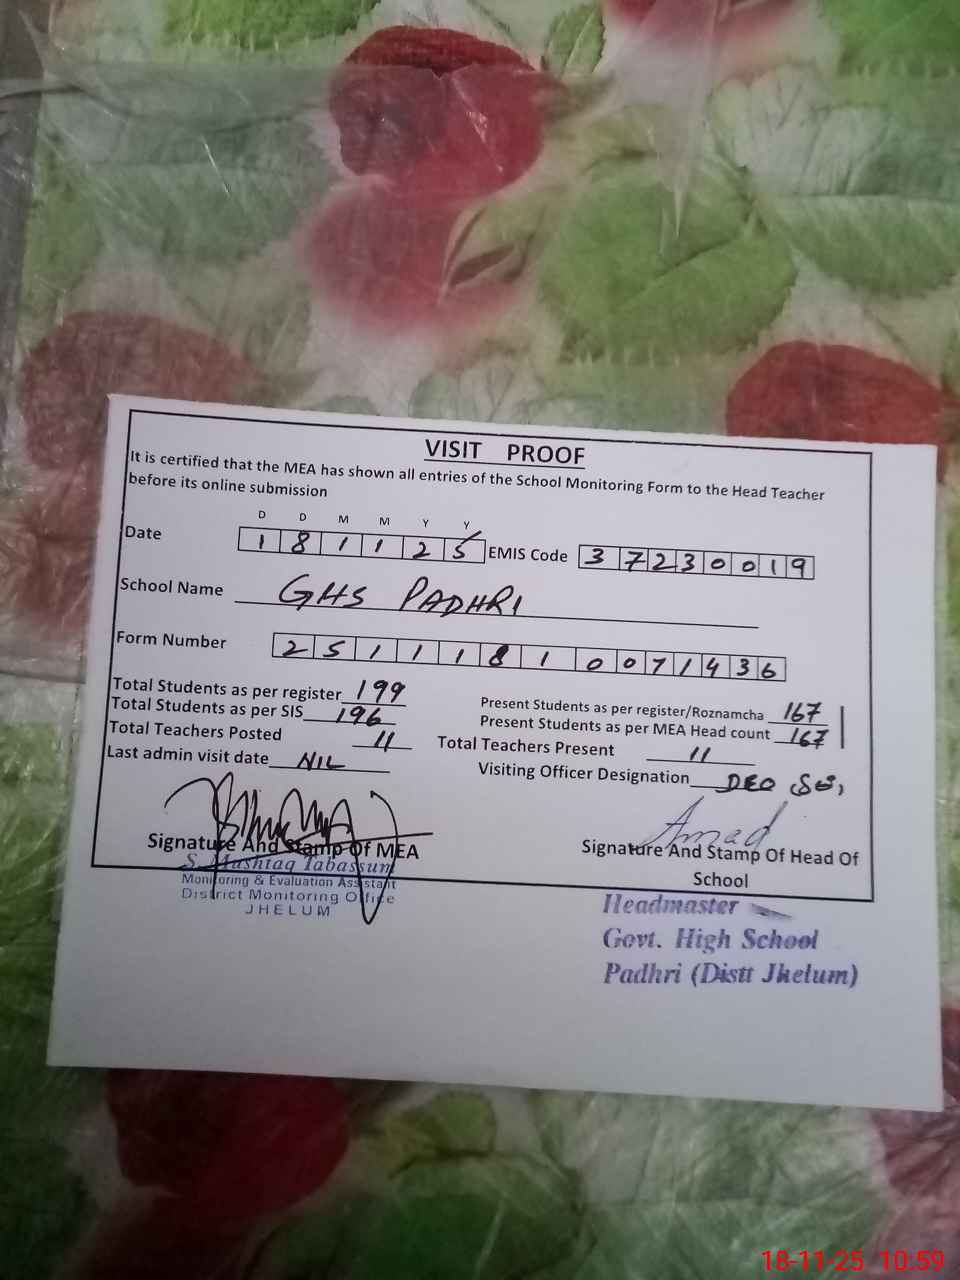 VISIT PROOF
It is certified that the MEA has shown all entries of the School Monitoring Form to the Head Teacher
before its online submission
D D M M Y Y
Date 1 8 1 1 2 5 EMIS Code 3 7 2 3 0 0 1 9
School Name GHS PADHRI
Form Number 2 5 1 1 1 8 1 0 0 7 1 4 3 6
Total Students as per register 199 Present Students as per register/Roznamcha 167
Total Students as per SIS 196 Present Students as per MEA Head count 167
Total Teachers Posted 11 Total Teachers Present 11
Last admin visit date NIL Visiting Officer Designation DEO (SE)
Amad
Signature And Stamp Of MEA Signature And Stamp Of Head Of
School
S. Mushtaq Tabassum
Monitoring & Evaluation Assistant
District Monitoring Office
JHELUM
Headmaster
Govt. High School
Padhri (Distt Jhelum)
18-11-25 10:59